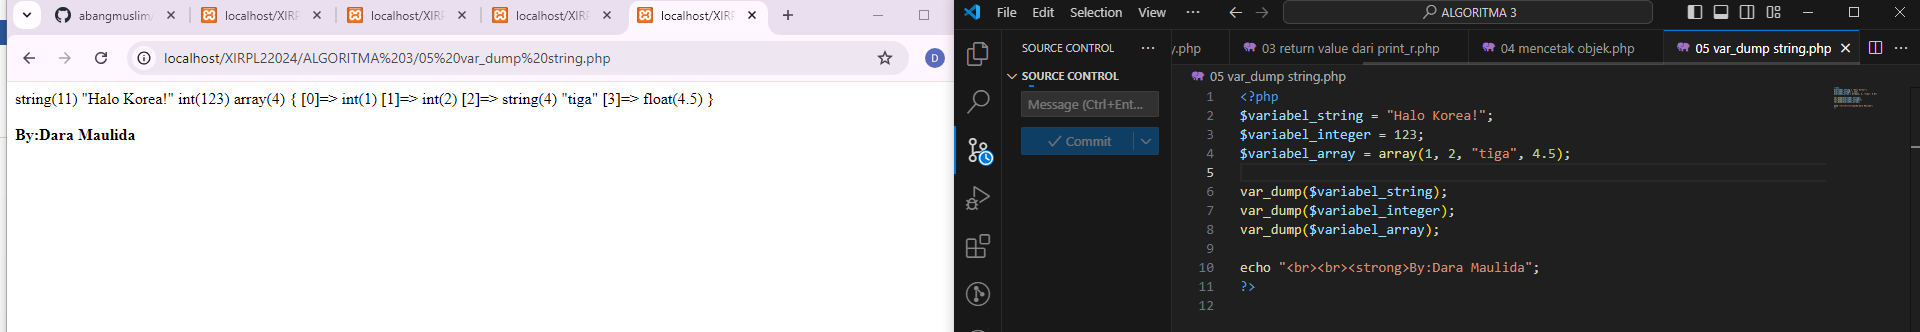 abangmuslim/
localhost/XIRP
localhost/XIRP
localhost/XIRP
localhost/XIRP
localhost/XIRPL22024/ALGORITMA%203/05%20var_dump%20string.php
D
string(11) "Halo Korea!" int(123) array(4) { [0]=> int(1) [1]=> int(2) [2]=> string(4) "tiga" [3]=> float(4.5) }
By:Dara Maulida
File Edit Selection View ···
ALGORITMA 3
SOURCE CONTROL ···
SOURCE CONTROL
Message (Ctrl+Ent...
Commit
y.php
03 return value dari print_r.php
04 mencetak objek.php
05 var_dump string.php
05 var_dump string.php
1 <?php
2 $variabel_string = "Halo Korea!";
3 $variabel_integer = 123;
4 $variabel_array = array(1, 2, "tiga", 4.5);
5
6 var_dump($variabel_string);
7 var_dump($variabel_integer);
8 var_dump($variabel_array);
9
10 echo "<br><br><strong>By:Dara Maulida";
11 ?>
12